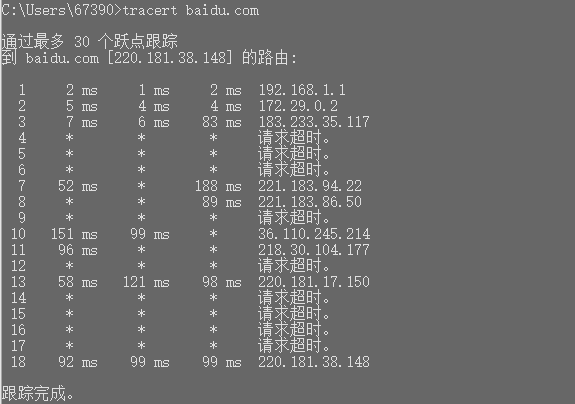 C:\Users\67390>tracert baidu.com
通过最多 30 个跃点跟踪
到 baidu.com [220.181.38.148] 的路由:
1 2 ms 1 ms 2 ms 192.168.1.1
2 5 ms 4 ms 4 ms 172.29.0.2
3 7 ms 6 ms 83 ms 183.233.35.117
4 * * * 请求超时。
5 * * * 请求超时。
6 * * * 请求超时。
7 52 ms * 188 ms 221.183.94.22
8 * * 89 ms 221.183.86.50
9 * * * 请求超时。
10 151 ms 99 ms * 36.110.245.214
11 96 ms * * 218.30.104.177
12 * * * 请求超时。
13 58 ms 121 ms 98 ms 220.181.17.150
14 * * * 请求超时。
15 * * * 请求超时。
16 * * * 请求超时。
17 * * * 请求超时。
18 92 ms 99 ms 99 ms 220.181.38.148
跟踪完成。